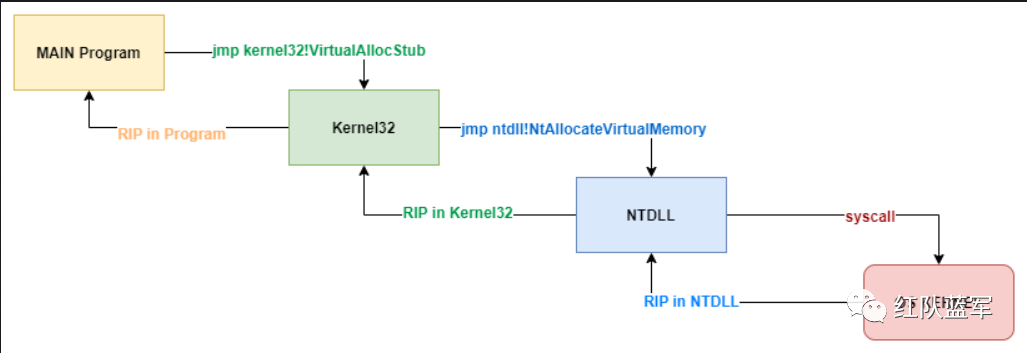 MAIN Program
jmp kernel32!VirtualAllocStub
Kernel32
RIP in Program
jmp ntdll!NtAllocateVirtualMemory
RIP in Kernel32
NTDLL
syscall
RIP in NTDLL
红队蓝军